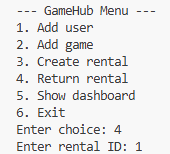 --- GameHub Menu ---
1. Add user
2. Add game
3. Create rental
4. Return rental
5. Show dashboard
6. Exit
Enter choice: 4
Enter rental ID: 1